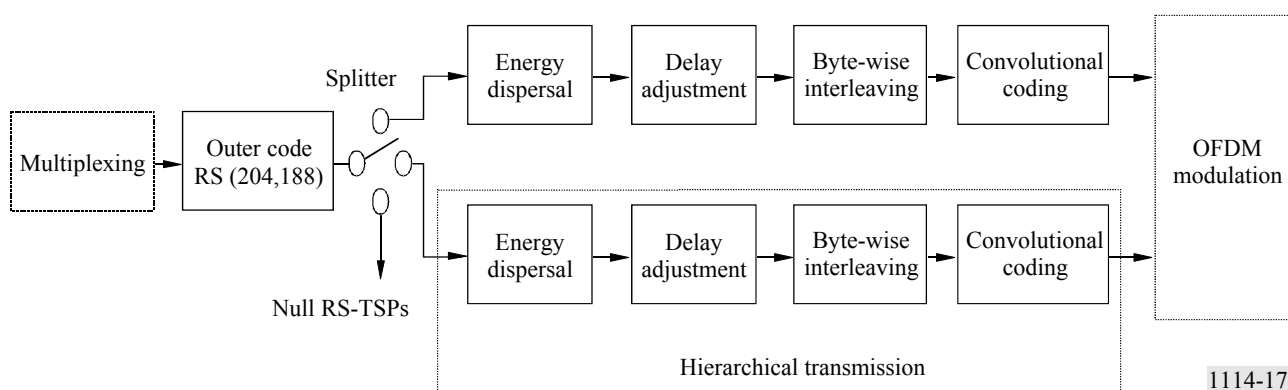 Splitter
Energy
dispersal
Delay
adjustment
Byte-wise
interleaving
Convolutional
coding
Multiplexing
Outer code
RS (204,188)
OFDM
modulation
Energy
dispersal
Delay
adjustment
Byte-wise
interleaving
Convolutional
coding
Null RS-TSPs
Hierarchical transmission
1114-17